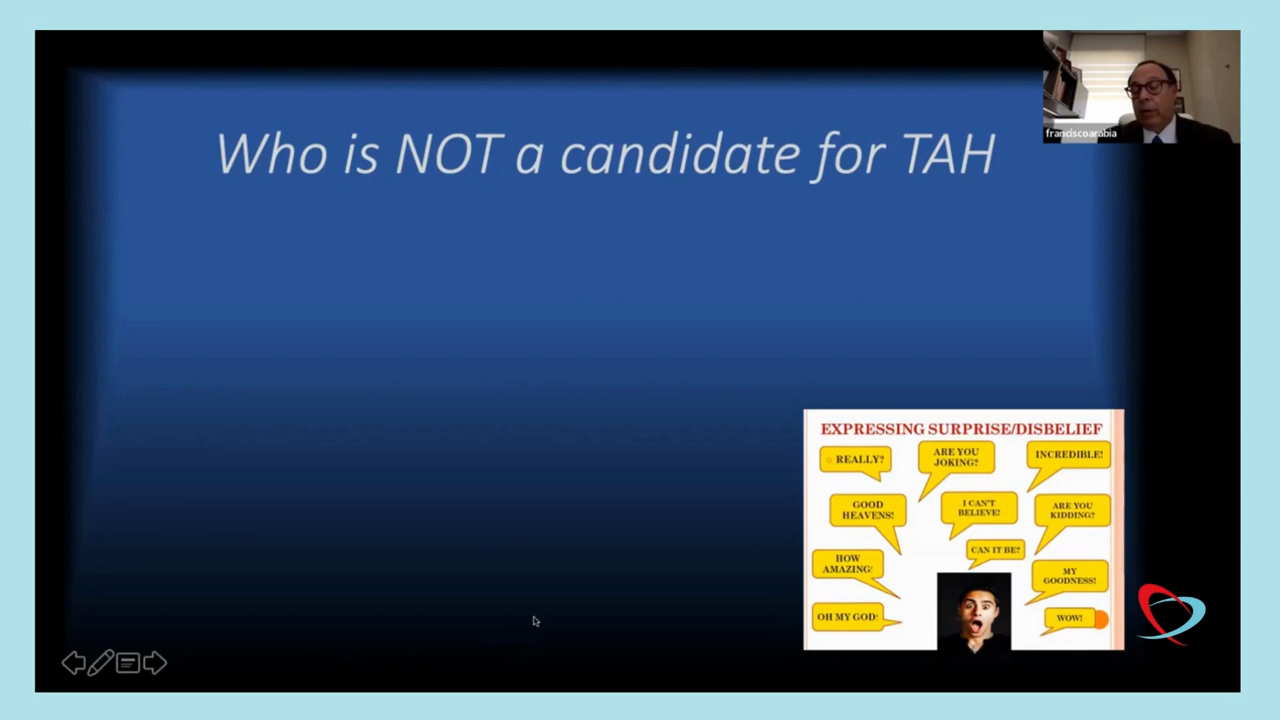 Who is NOT a candidate for TAH
franciscoarabia
EXPRESSING SURPRISE/DISBELIEF
REALLY?
ARE YOU
JOKING?
INCREDIBLE!
GOOD
HEAVENS!
I CAN'T
BELIEVE!
ARE YOU
KIDDING?
CAN IT BE?
HOW
AMAZING!
MY
GOODNESS!
OH MY GOD!
WOW!